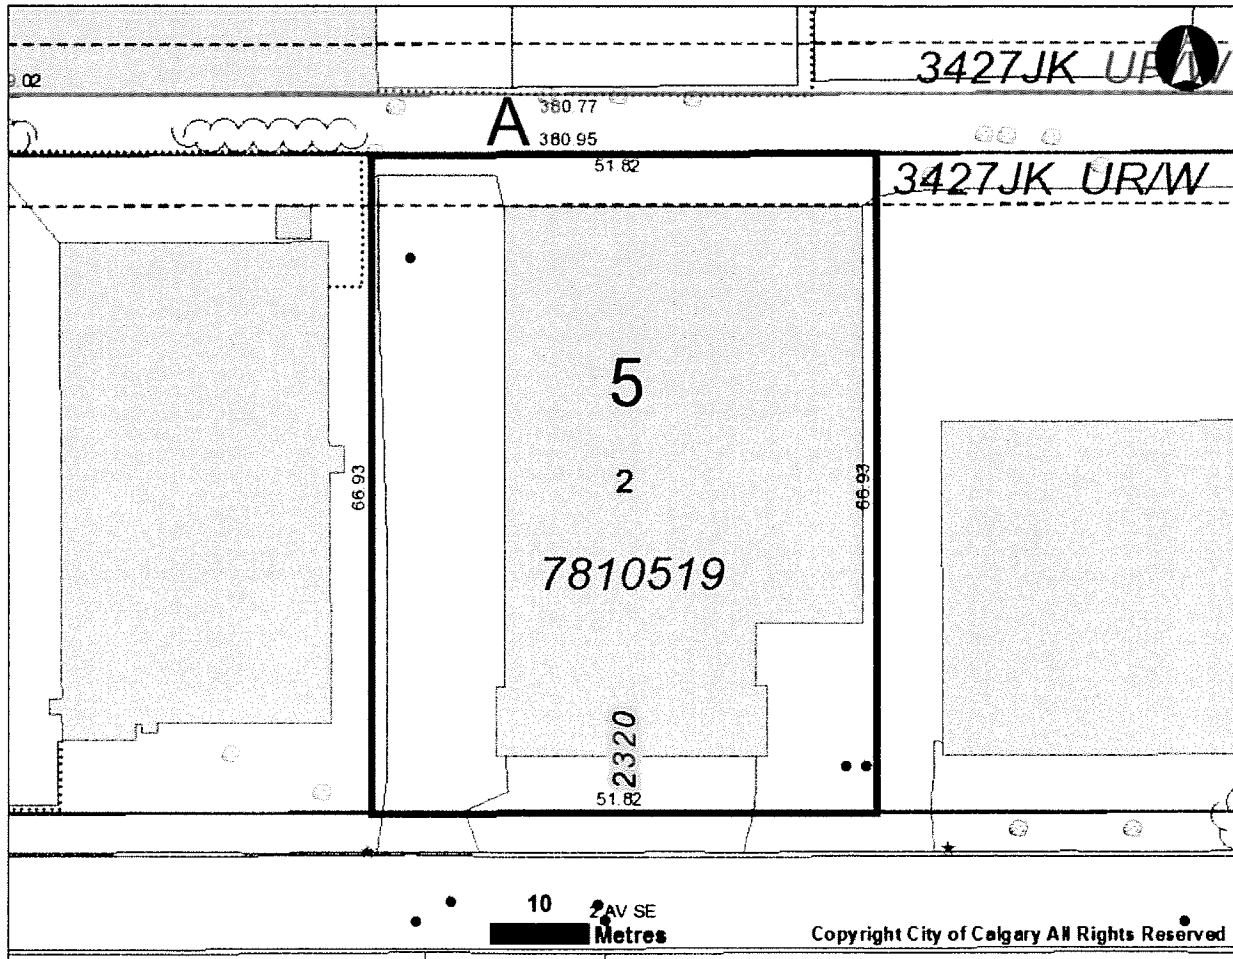 3427JK UR/W
9.02
380.77
A
380.95
51.82
3427JK UR/W
5
66.93
2
66.93
7810519
2320
51.82
10
2 AV SE
Metres
Copyright City of Calgary All Rights Reserved